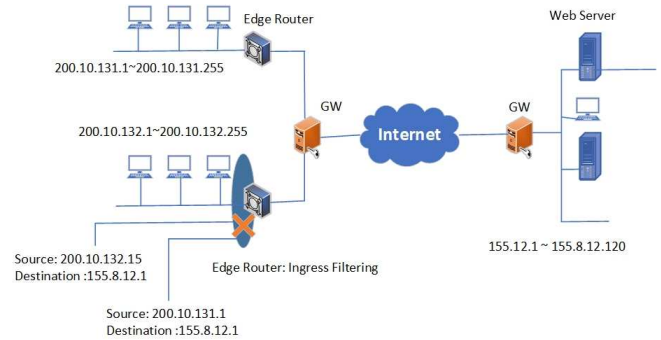 Edge Router
Web Server
200.10.131.1~200.10.131.255
GW
GW
Internet
200.10.132.1~200.10.132.255
155.12.1 ~ 155.8.12.120
Source: 200.10.132.15
Destination :155.8.12.1
Edge Router: Ingress Filtering
Source: 200.10.131.1
Destination :155.8.12.1